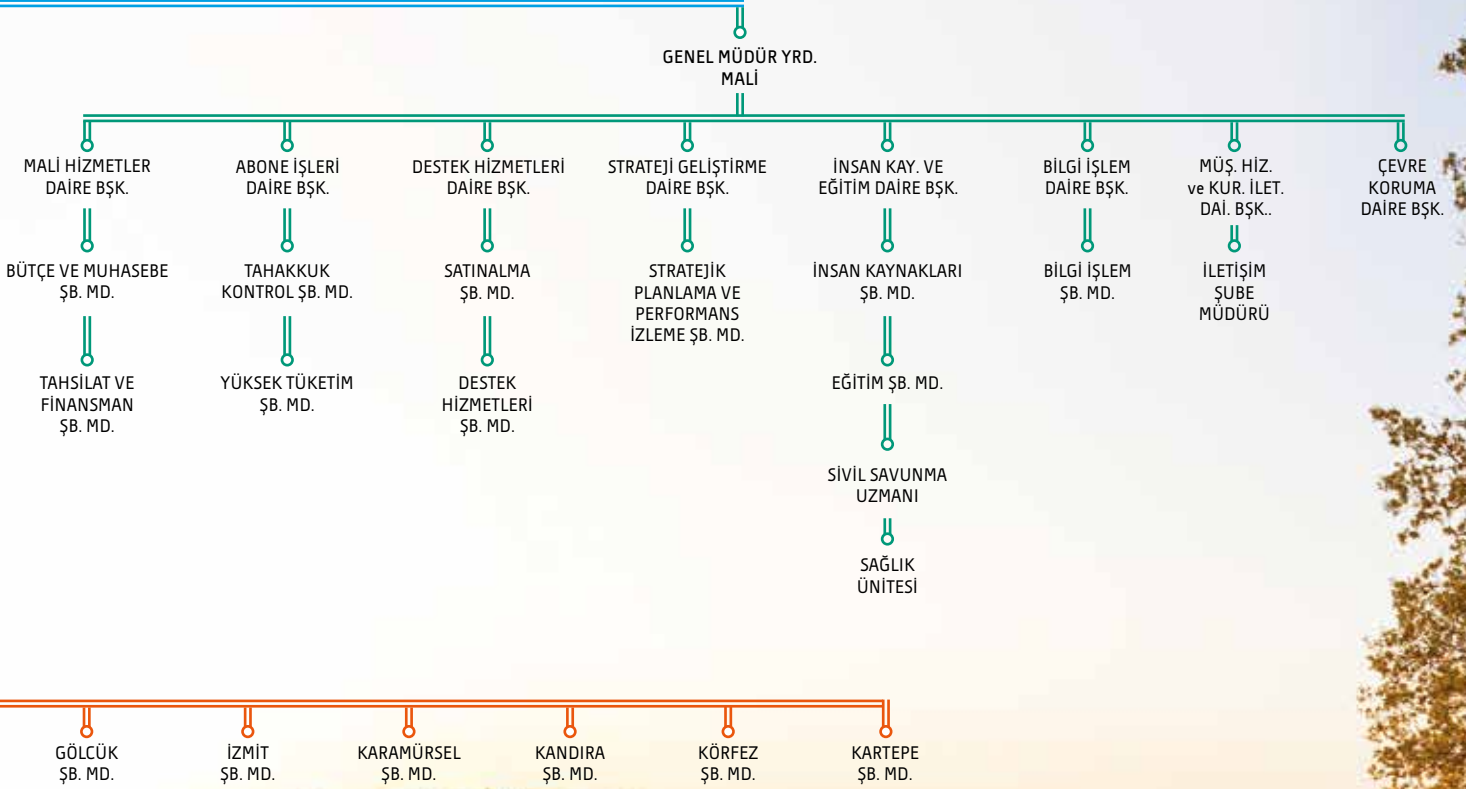 GENEL MÜDÜR YRD.
MALİ
MALİ HİZMETLER
DAİRE BŞK.
ABONE İŞLERİ
DAİRE BŞK.
DESTEK HİZMETLERİ
DAİRE BŞK.
STRATEJİ GELİŞTİRME
DAİRE BŞK.
İNSAN KAY. VE
EĞİTİM DAİRE BŞK.
BİLGİ İŞLEM
DAİRE BŞK.
MÜŞ. HİZ.
ve KUR. İLET.
DAİ. BŞK..
ÇEVRE
KORUMA
DAİRE BŞK.
BÜTÇE VE MUHASEBE
ŞB. MD.
TAHAKKUK
KONTROL ŞB. MD.
SATINALMA
ŞB. MD.
STRATEJİK
PLANLAMA VE
PERFORMANS
İZLEME ŞB. MD.
İNSAN KAYNAKLARI
ŞB. MD.
BİLGİ İŞLEM
ŞB. MD.
İLETİŞİM
ŞUBE
MÜDÜRÜ
TAHSİLAT VE
FİNANSMAN
ŞB. MD.
YÜKSEK TÜKETİM
ŞB. MD.
DESTEK
HİZMETLERİ
ŞB. MD.
EĞİTİM ŞB. MD.
SİVİL SAVUNMA
UZMANI
SAĞLIK
ÜNİTESİ
GÖLCÜK
ŞB. MD.
İZMİT
ŞB. MD.
KARAMÜRSEL
ŞB. MD.
KANDIRA
ŞB. MD.
KÖRFEZ
ŞB. MD.
KARTEPE
ŞB. MD.